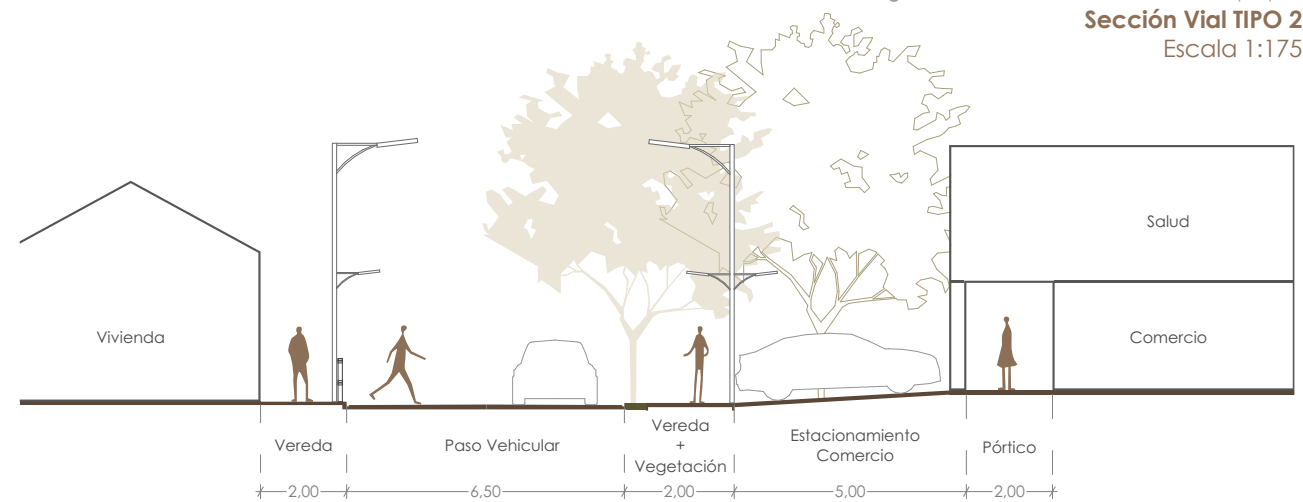 Sección Vial TIPO 2
Escala 1:175
Salud
Vivienda
Comercio
Vereda
Paso Vehicular
Vereda
+
Vegetación
Estacionamiento
Comercio
Pórtico
2,00
6,50
2,00
5,00
2,00